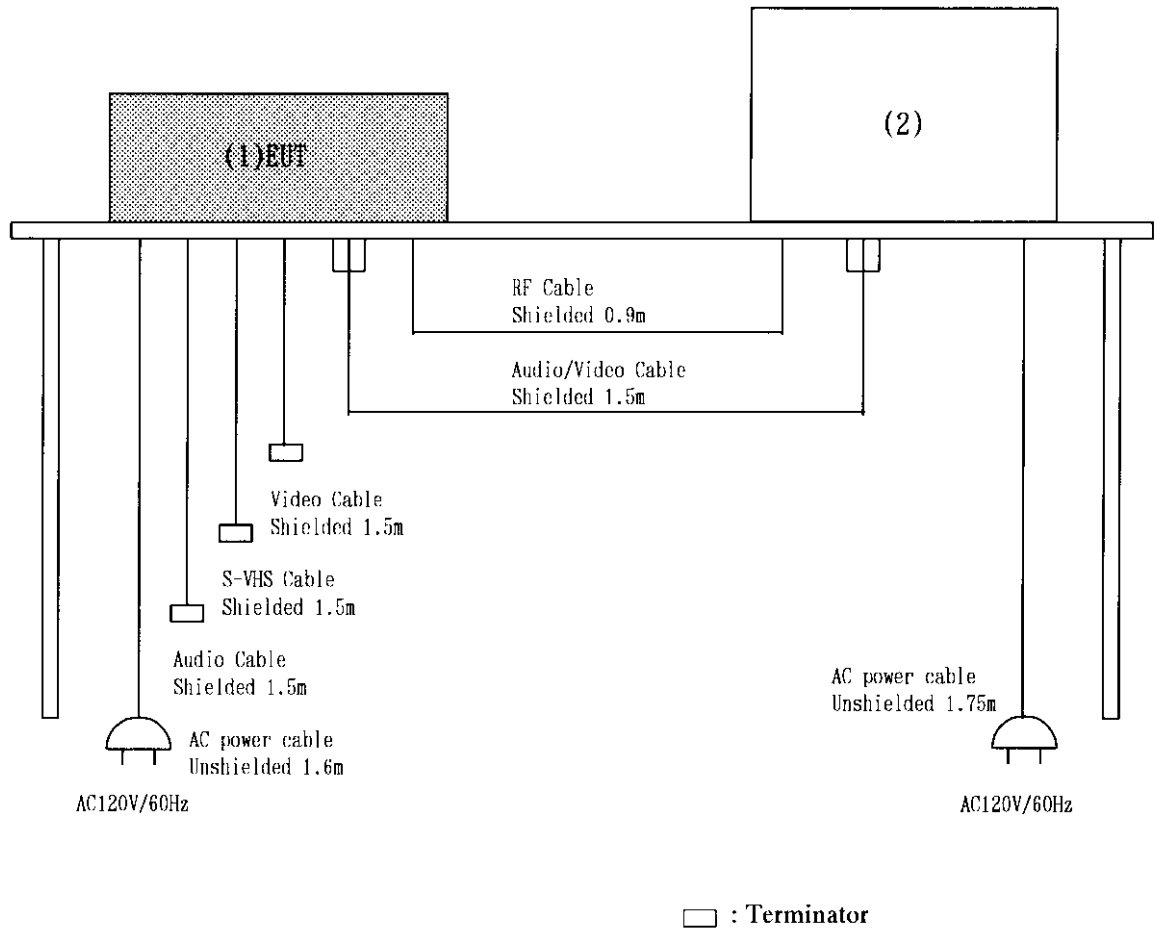 (1)EUT
(2)
RF Cable
Shielded 0.9m
Audio/Video Cable
Shielded 1.5m
Video Cable
Shielded 1.5m
S-VHS Cable
Shielded 1.5m
Audio Cable
Shielded 1.5m
AC power cable
Unshielded 1.6m
AC120V/60Hz
AC power cable
Unshielded 1.75m
AC120V/60Hz
: Terminator